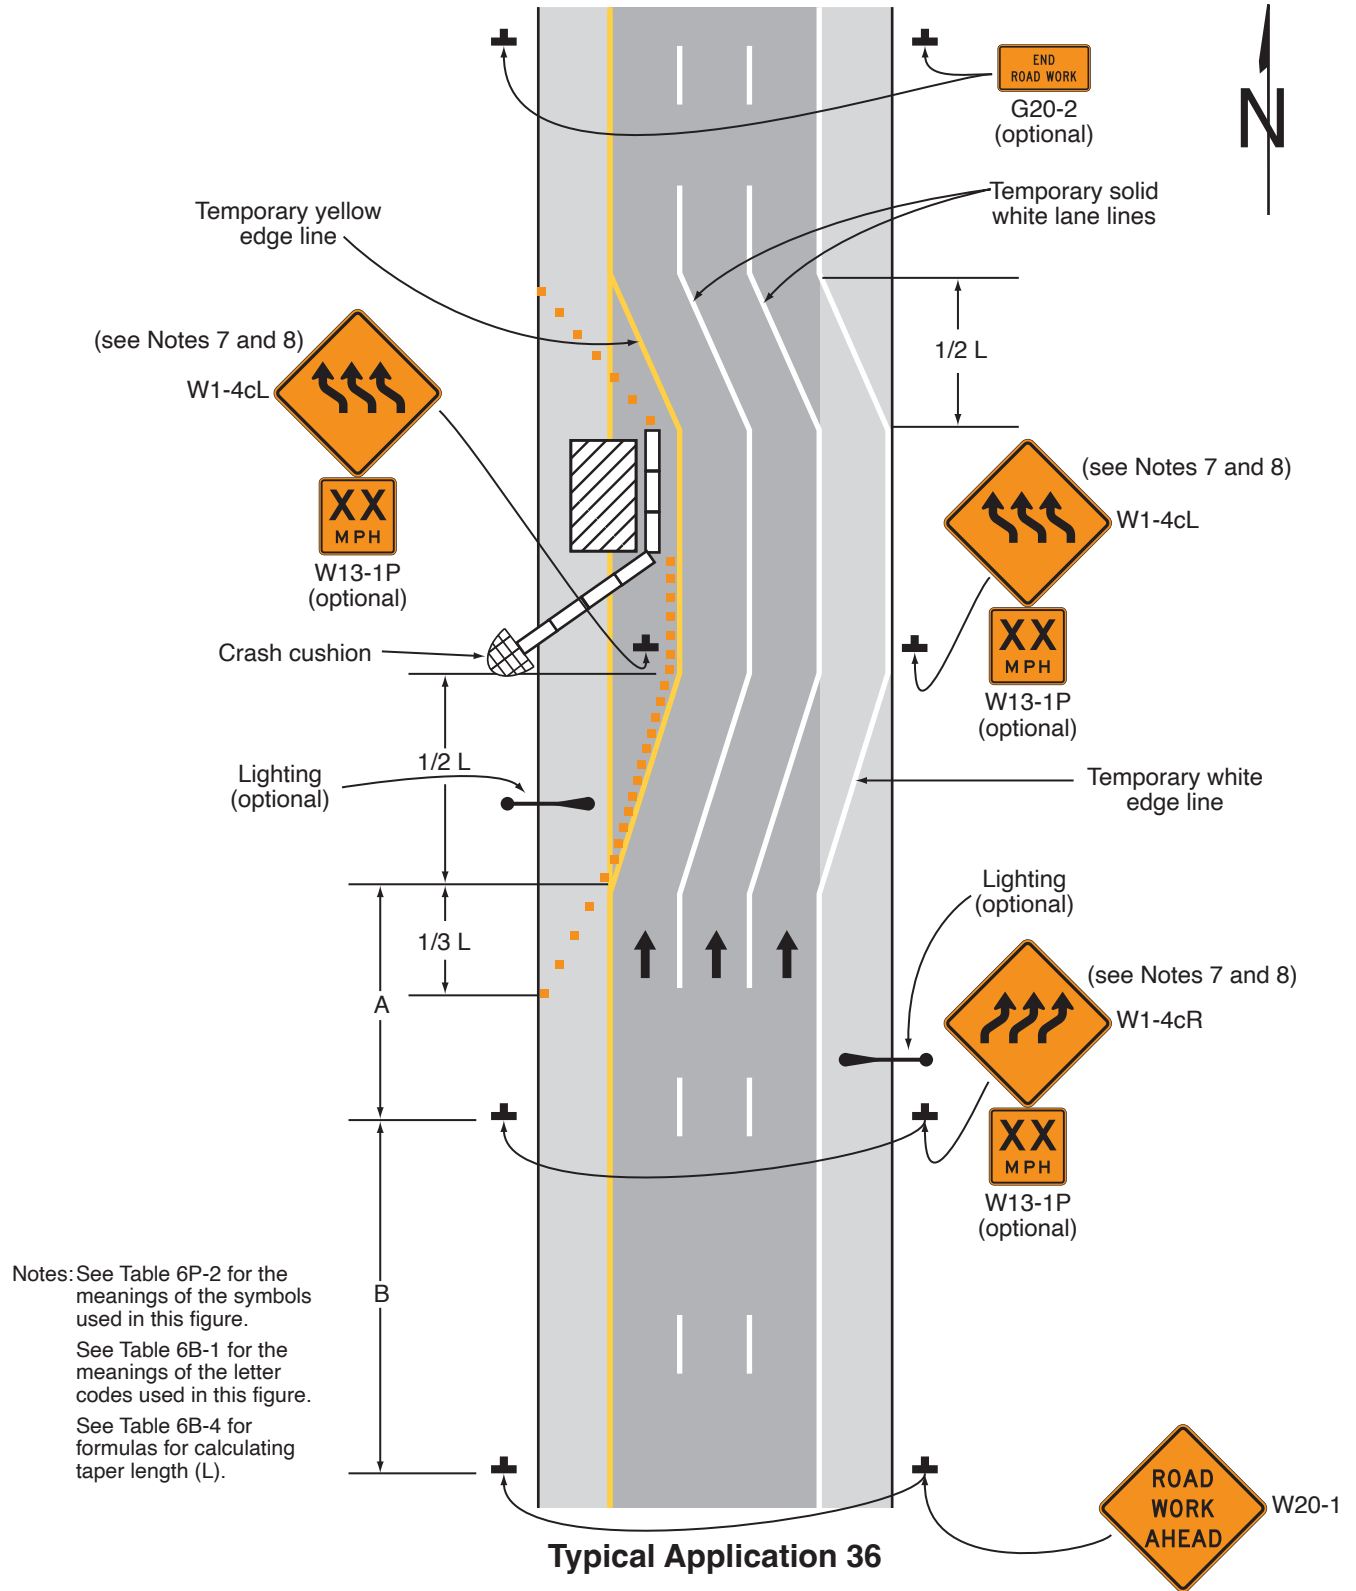 END
ROAD WORK
G20-2
(optional)
N
Temporary yellow
edge line
Temporary solid
white lane lines
(see Notes 7 and 8)
W1-4cL
1/2 L
XX
MPH
W13-1P
(optional)
(see Notes 7 and 8)
W1-4cL
XX
MPH
W13-1P
(optional)
Crash cushion
1/2 L
Lighting
(optional)
Temporary white
edge line
Lighting
(optional)
1/3 L
A
(see Notes 7 and 8)
W1-4cR
XX
MPH
W13-1P
(optional)
B
Notes: See Table 6P-2 for the
meanings of the symbols
used in this figure.
See Table 6B-1 for the
meanings of the letter
codes used in this figure.
See Table 6B-4 for
formulas for calculating
taper length (L).
ROAD
WORK
AHEAD
W20-1
Typical Application 36